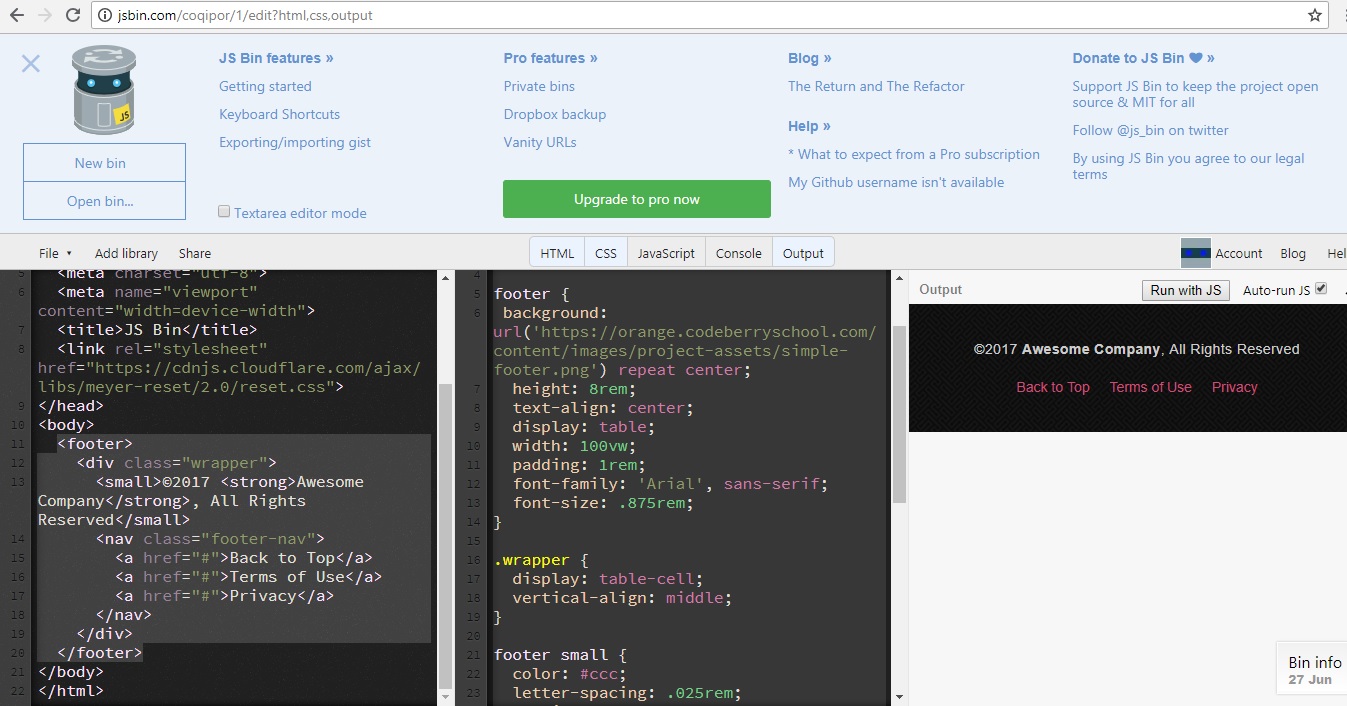 jsbin.com/coqipor/1/edit?html,css,output
JS
New bin
Open bin...
JS Bin features »
Getting started
Keyboard Shortcuts
Exporting/importing gist
Textarea editor mode
Pro features »
Private bins
Dropbox backup
Vanity URLs
Upgrade to pro now
Blog »
The Return and The Refactor
Help »
* What to expect from a Pro subscription
My Github username isn't available
Donate to JS Bin ♥ »
Support JS Bin to keep the project open
source & MIT for all
Follow @js_bin on twitter
By using JS Bin you agree to our legal
terms
File ▾ Add library Share
HTML CSS JavaScript Console Output
Account Blog Hel
5 <meta charset="utf-8">
6 <meta name="viewport"
content="width=device-width">
7 <title>JS Bin</title>
8 <link rel="stylesheet"
href="https://cdnjs.cloudflare.com/ajax/
libs/meyer-reset/2.0/reset.css">
9 </head>
10 <body>
11 <footer>
12 <div class="wrapper">
13 <small>©2017 <strong>Awesome
Company</strong>, All Rights
Reserved</small>
14 <nav class="footer-nav">
15 <a href="#">Back to Top</a>
16 <a href="#">Terms of Use</a>
17 <a href="#">Privacy</a>
18 </nav>
19 </div>
20 </footer>
21 </body>
22 </html>
4
5 footer {
6 background:
url('https://orange.codeberryschool.com/
content/images/project-assets/simple-
footer.png') repeat center;
7 height: 8rem;
8 text-align: center;
9 display: table;
10 width: 100vw;
11 padding: 1rem;
12 font-family: 'Arial', sans-serif;
13 font-size: .875rem;
14 }
15
16 .wrapper {
17 display: table-cell;
18 vertical-align: middle;
19 }
20
21 footer small {
22 color: #ccc;
23 letter-spacing: .025rem;
Output
Run with JS Auto-run JS
©2017 Awesome Company, All Rights Reserved
Back to Top Terms of Use Privacy
Bin info
27 Jun